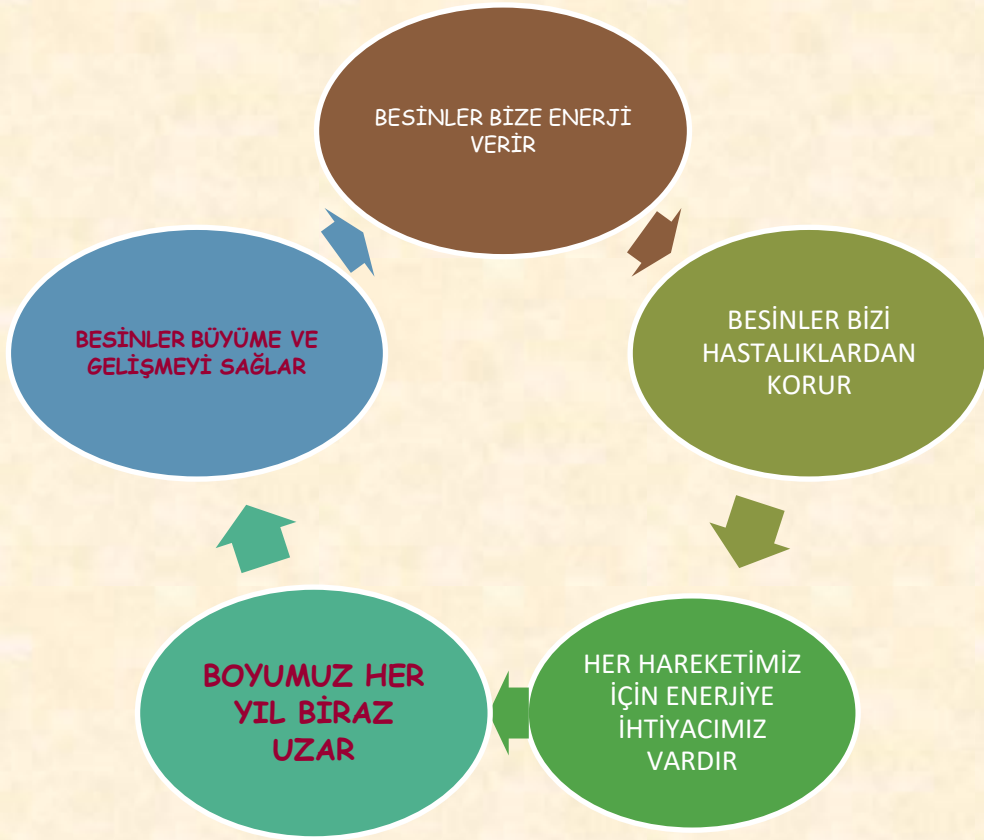 BESİNLER BİZE ENERJİ
VERİR
BESİNLER BİZİ
HASTALIKLARDAN
KORUR
HER HAREKETİMİZ
İÇİN ENERJİYE
İHTİYACIMIZ
VARDIR
BOYUMUZ HER
YIL BİRAZ
UZAR
BESİNLER BÜYÜME VE
GELİŞMEYİ SAĞLAR